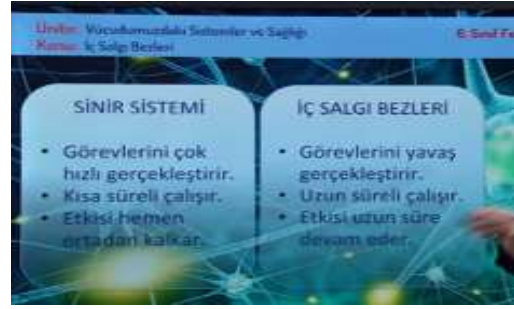 Ünite: Vücudumuzdaki Sistemler ve Sağlığı
Konu: İç Salgı Bezleri
6. Sınıf Fe
SİNİR SİSTEMİ
• Görevlerini çok
hızlı gerçekleştirir.
• Kısa süreli çalışır.
• Etkisi hemen
ortadan kalkar.
İÇ SALGI BEZLERİ
• Görevlerini yavaş
gerçekleştirir.
• Uzun süreli çalışır.
• Etkisi uzun süre
devam eder.